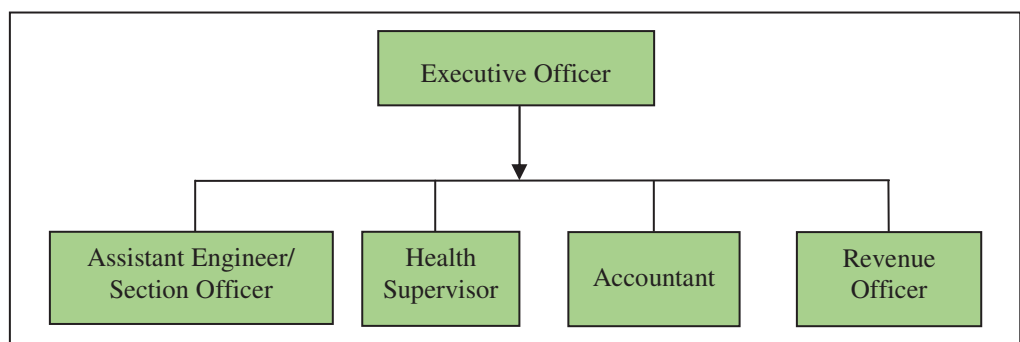 Executive Officer
Assistant Engineer/
Section Officer
Health
Supervisor
Accountant
Revenue
Officer